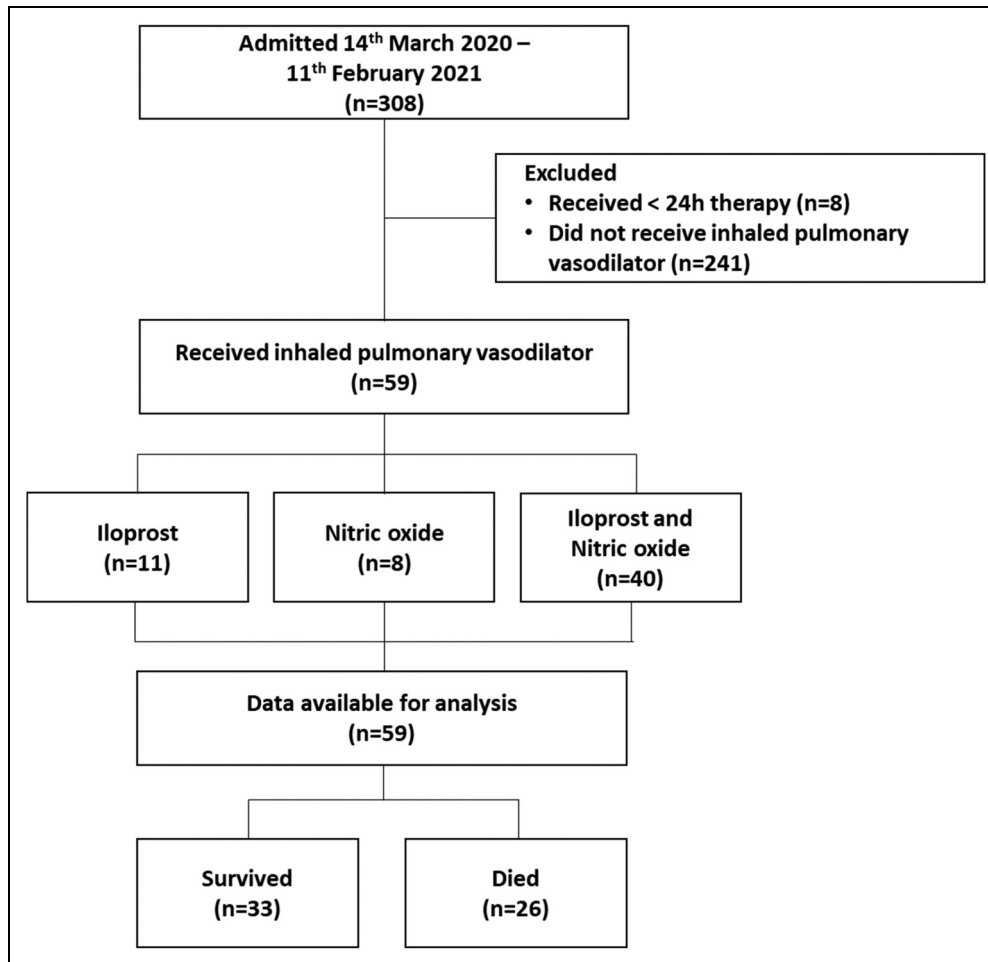 Admitted 14th March 2020 –
11th February 2021
(n=308)
Excluded
• Received < 24h therapy (n=8)
• Did not receive inhaled pulmonary
vasodilator (n=241)
Received inhaled pulmonary vasodilator
(n=59)
Iloprost
(n=11)
Nitric oxide
(n=8)
Iloprost and
Nitric oxide
(n=40)
Data available for analysis
(n=59)
Survived
(n=33)
Died
(n=26)